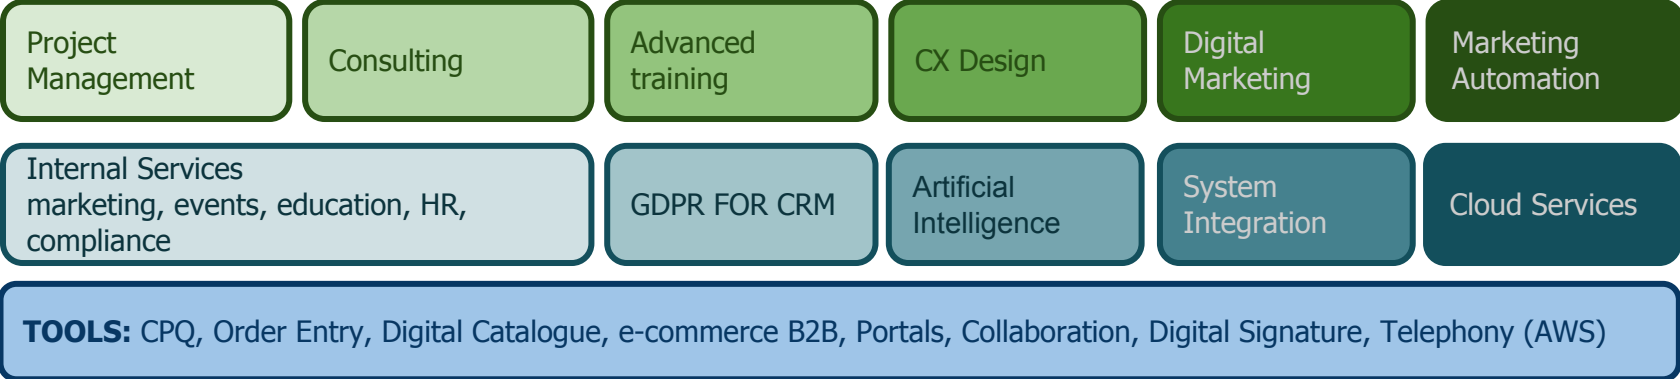 Project
Management
Consulting
Advanced
training
CX Design
Digital
Marketing
Marketing
Automation
Internal Services
marketing, events, education, HR,
compliance
GDPR FOR CRM
Artificial
Intelligence
System
Integration
Cloud Services
TOOLS: CPQ, Order Entry, Digital Catalogue, e-commerce B2B, Portals, Collaboration, Digital Signature, Telephony (AWS)